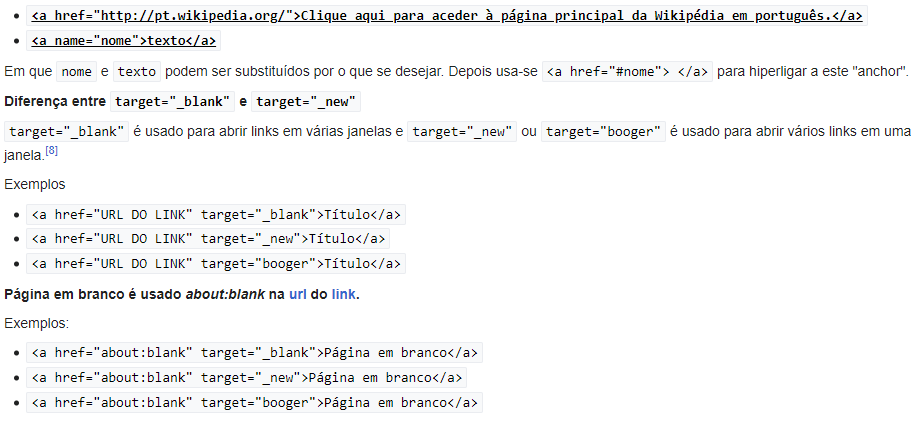 <a href="http://pt.wikipedia.org/">Clique aqui para aceder à página principal da Wikipédia em português.</a>
<a name="nome">texto</a>
Em que nome e texto podem ser substituídos por o que se desejar. Depois usa-se <a href="#nome"> </a> para hiperligar a este "anchor".
Diferença entre target="_blank" e target="_new"
target="_blank" é usado para abrir links em várias janelas e target="_new" ou target="booger" é usado para abrir vários links em uma
janela.[8]
Exemplos
<a href="URL DO LINK" target="_blank">Título</a>
<a href="URL DO LINK" target="_new">Título</a>
<a href="URL DO LINK" target="booger">Título</a>
Página em branco é usado about:blank na url do link.
Exemplos:
<a href="about:blank" target="_blank">Página em branco</a>
<a href="about:blank" target="_new">Página em branco</a>
<a href="about:blank" target="booger">Página em branco</a>